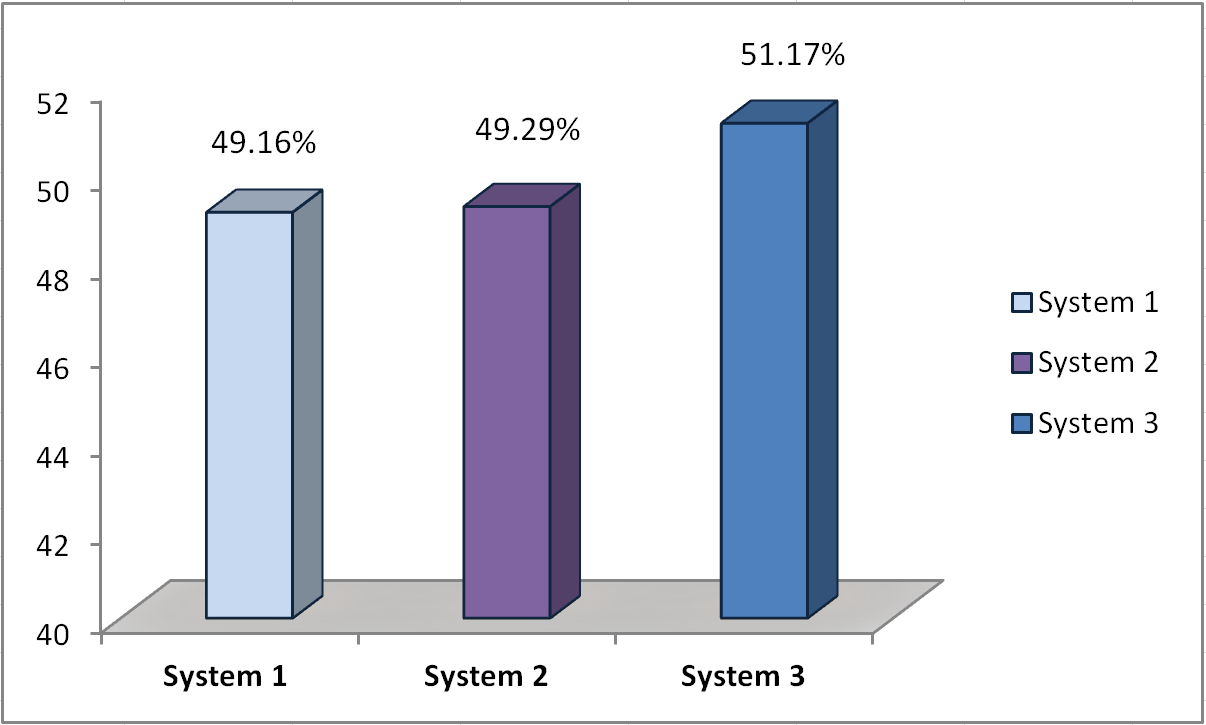 51.17%
49.29%
49.16%
52
50
48
46
44
42
40
System 1
System 2
System 3
System 1
System 2
System 3